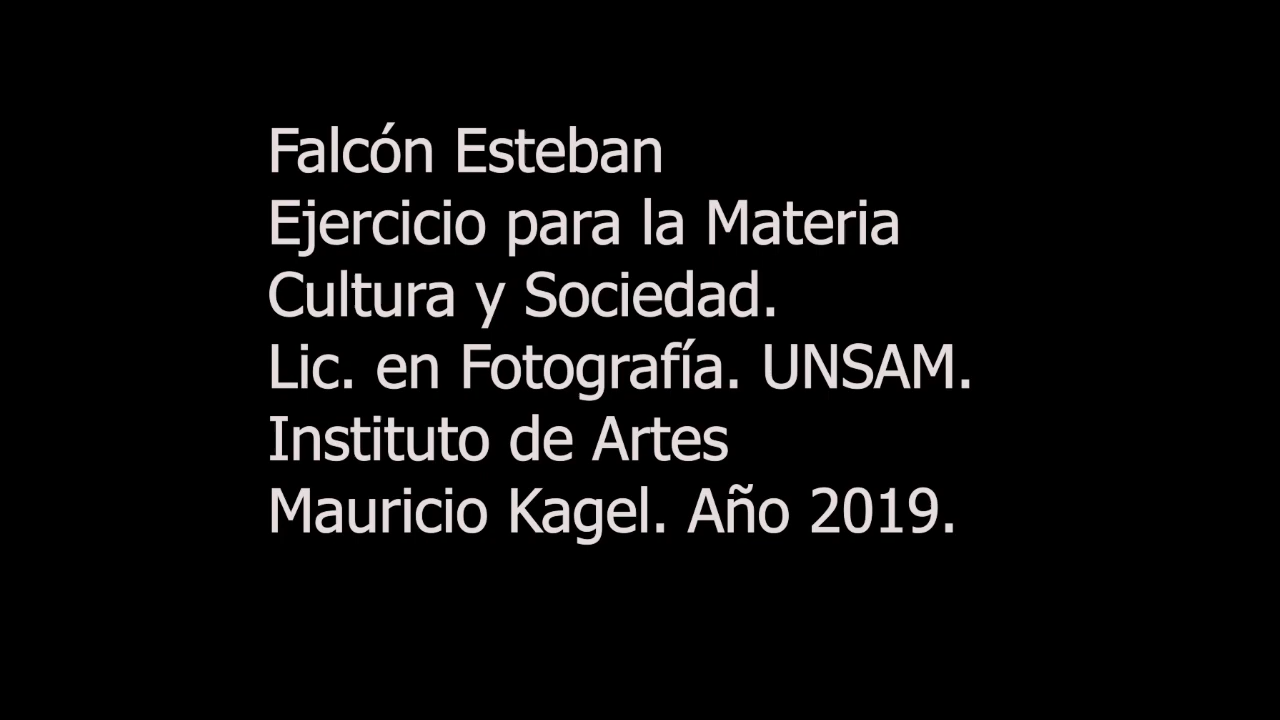 Falcón Esteban
Ejercicio para la Materia
Cultura y Sociedad.
Lic. en Fotografía. UNSAM.
Instituto de Artes
Mauricio Kagel. Año 2019.